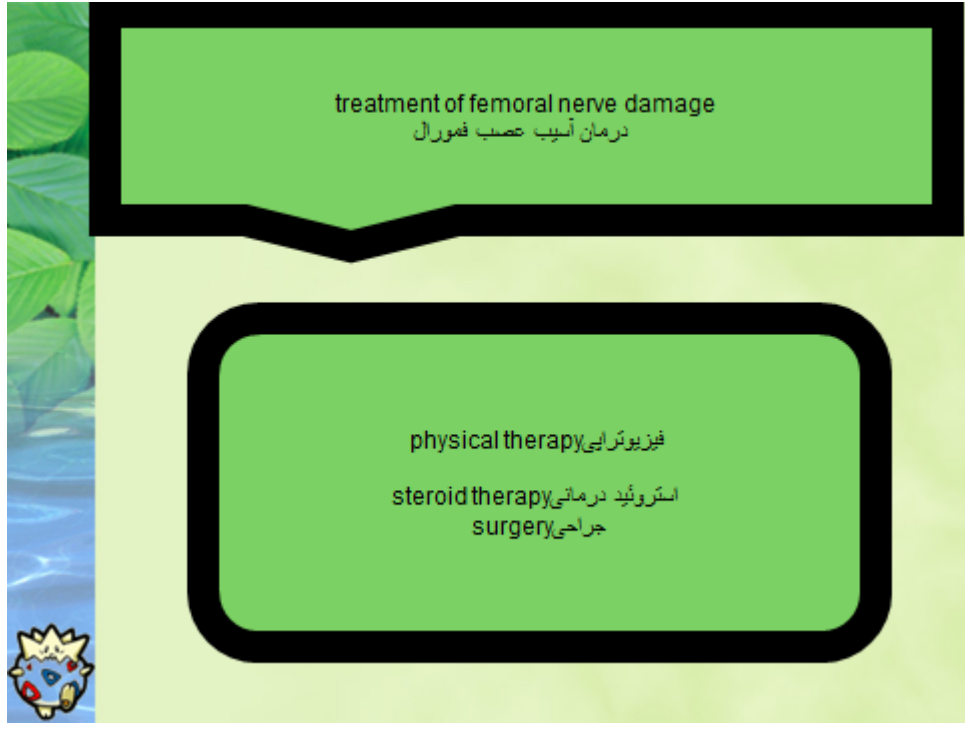 treatment of femoral nerve damage
درمان آسیب عصب فمورال
physical therapyفیزیوتراپی
steroid therapyاستروئید درمانی
surgeryجراحی